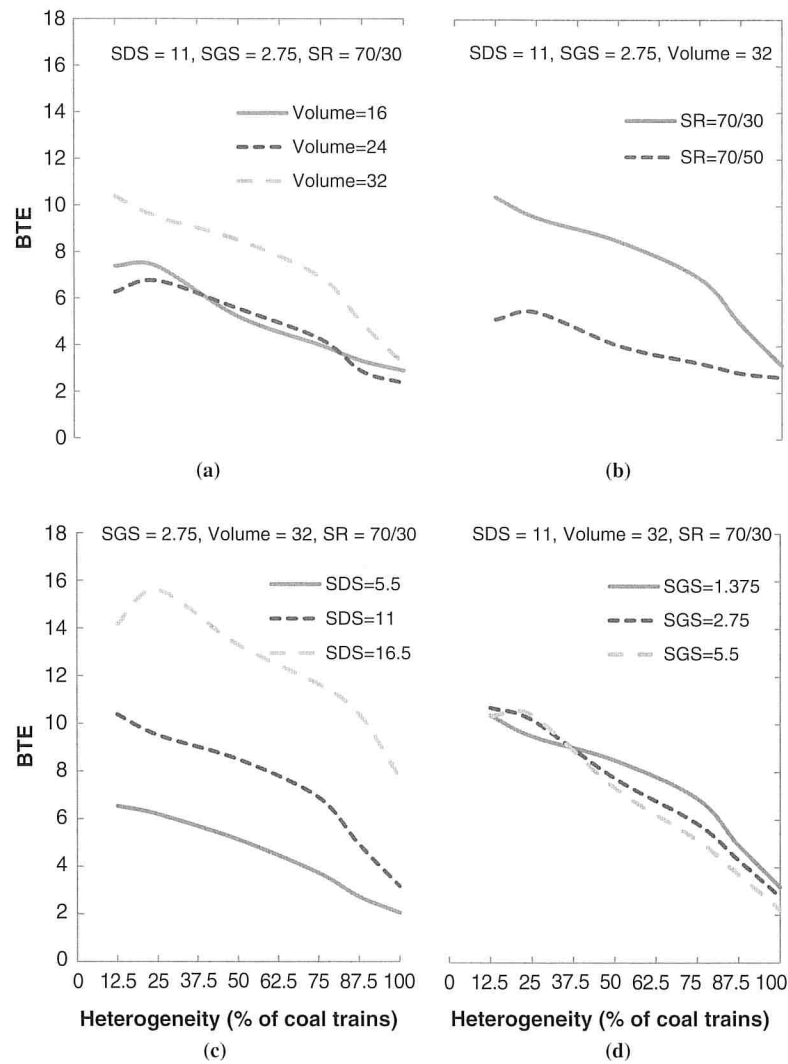 18
16
14
12
10
8
6
4
2
0
BTE
SDS = 11, SGS = 2.75, SR = 70/30
Volume=16
Volume=24
Volume=32
(a)
SDS = 11, SGS = 2.75, Volume = 32
SR=70/30
SR=70/50
(b)
18
16
14
12
10
8
6
4
2
0
BTE
SGS = 2.75, Volume = 32, SR = 70/30
SDS=5.5
SDS=11
SDS=16.5
0 12.5 25 37.5 50 62.5 75 87.5 100
Heterogeneity (% of coal trains)
(c)
SDS = 11, Volume = 32, SR = 70/30
SGS=1.375
SGS=2.75
SGS=5.5
0 12.5 25 37.5 50 62.5 75 87.5 100
Heterogeneity (% of coal trains)
(d)